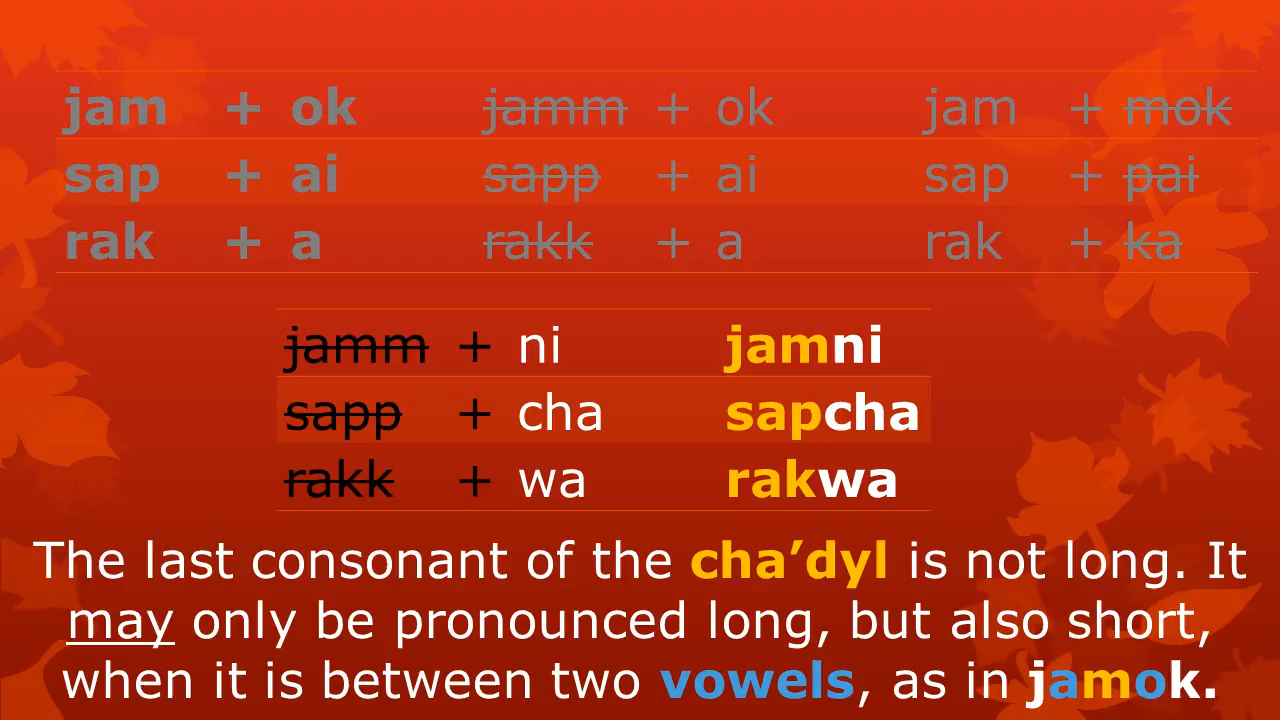 jam + ok jamm + ok jam + mok
sap + ai sapp + ai sap + pai
rak + a rakk + a rak + ka
jamm + ni jamni
sapp + cha sapcha
rakk + wa rakwa
The last consonant of the cha’dyl is not long. It
may only be pronounced long, but also short,
when it is between two vowels, as in jamok.